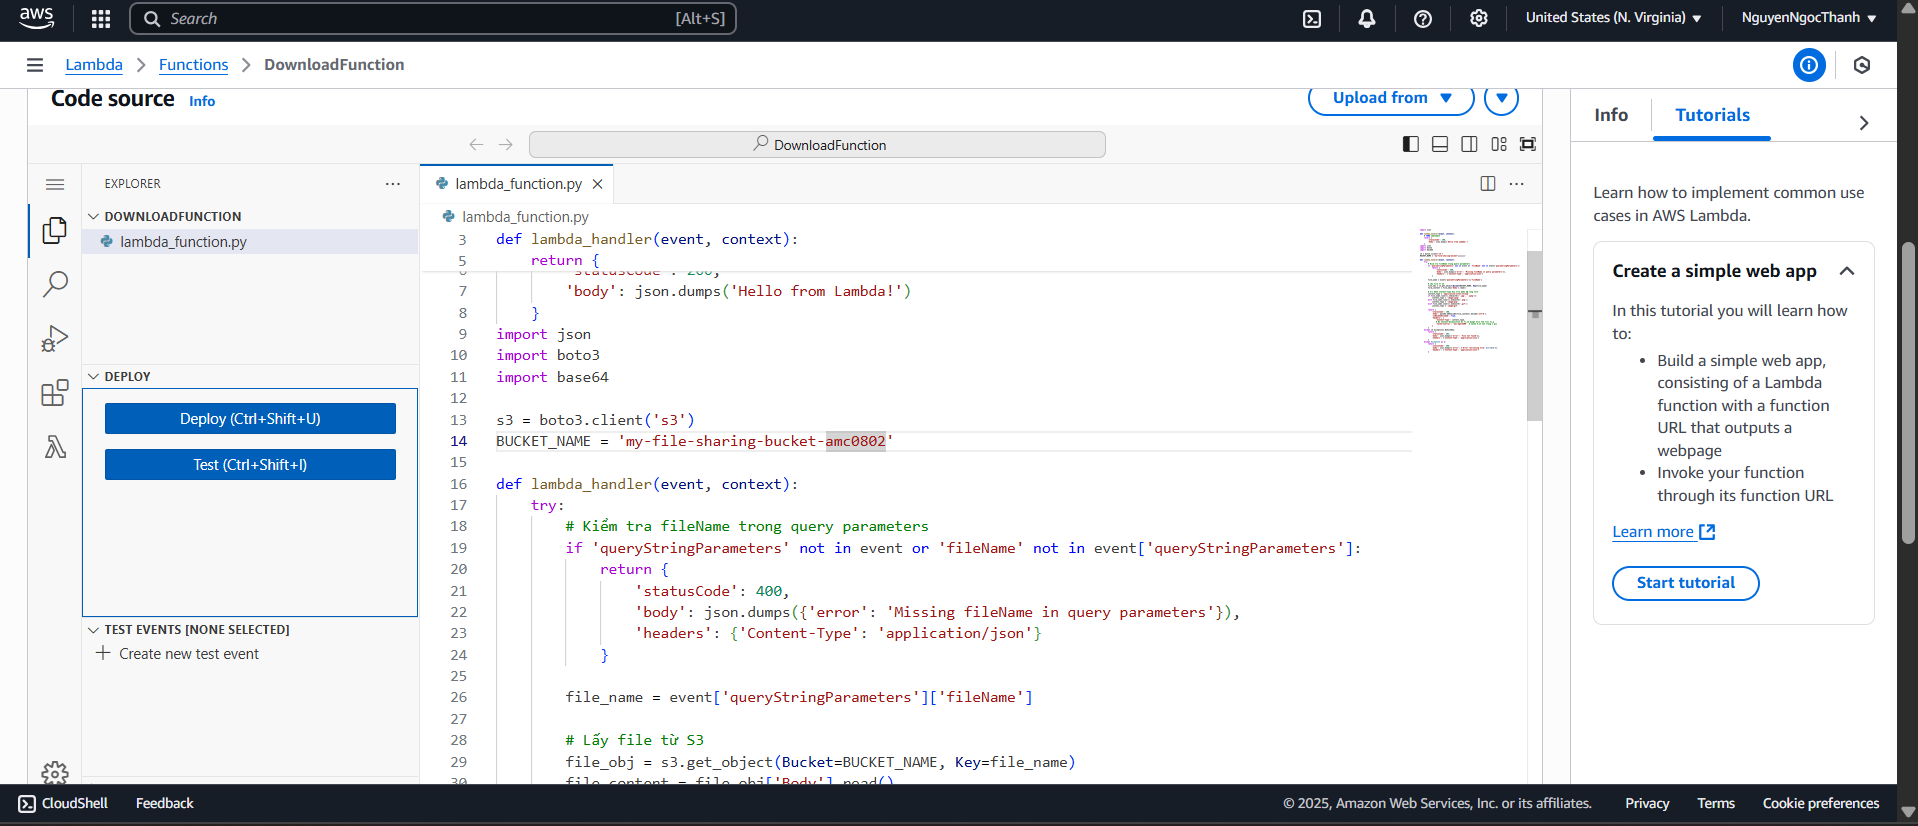 aws
Search
[Alt+S]
United States (N. Virginia)
NguyenNgocThanh
Lambda
Functions
DownloadFunction
Code source
Info
Upload from
DownloadFunction
EXPLORER
DOWNLOADFUNCTION
lambda_function.py
DEPLOY
Deploy (Ctrl+Shift+U)
Test (Ctrl+Shift+I)
TEST EVENTS [NONE SELECTED]
Create new test event
lambda_function.py
lambda_function.py
3 def lambda_handler(event, context):
5 return {
6 'statusCode': 200,
7 'body': json.dumps('Hello from Lambda!')
8 }
9 import json
10 import boto3
11 import base64
12
13 s3 = boto3.client('s3')
14 BUCKET_NAME = 'my-file-sharing-bucket-amc0802'
15
16 def lambda_handler(event, context):
17 try:
18 # Kiểm tra fileName trong query parameters
19 if 'queryStringParameters' not in event or 'fileName' not in event['queryStringParameters']:
20 return {
21 'statusCode': 400,
22 'body': json.dumps({'error': 'Missing fileName in query parameters'}),
23 'headers': {'Content-Type': 'application/json'}
24 }
25
26 file_name = event['queryStringParameters']['fileName']
27
28 # Lấy file từ S3
29 file_obj = s3.get_object(Bucket=BUCKET_NAME, Key=file_name)
30 file_content = file_obj['Body'].read()
Info
Tutorials
Learn how to implement common use
cases in AWS Lambda.
Create a simple web app
In this tutorial you will learn how
to:
• Build a simple web app,
consisting of a Lambda
function with a function
URL that outputs a
webpage
• Invoke your function
through its function URL
Learn more
Start tutorial
CloudShell
Feedback
© 2025, Amazon Web Services, Inc. or its affiliates.
Privacy
Terms
Cookie preferences